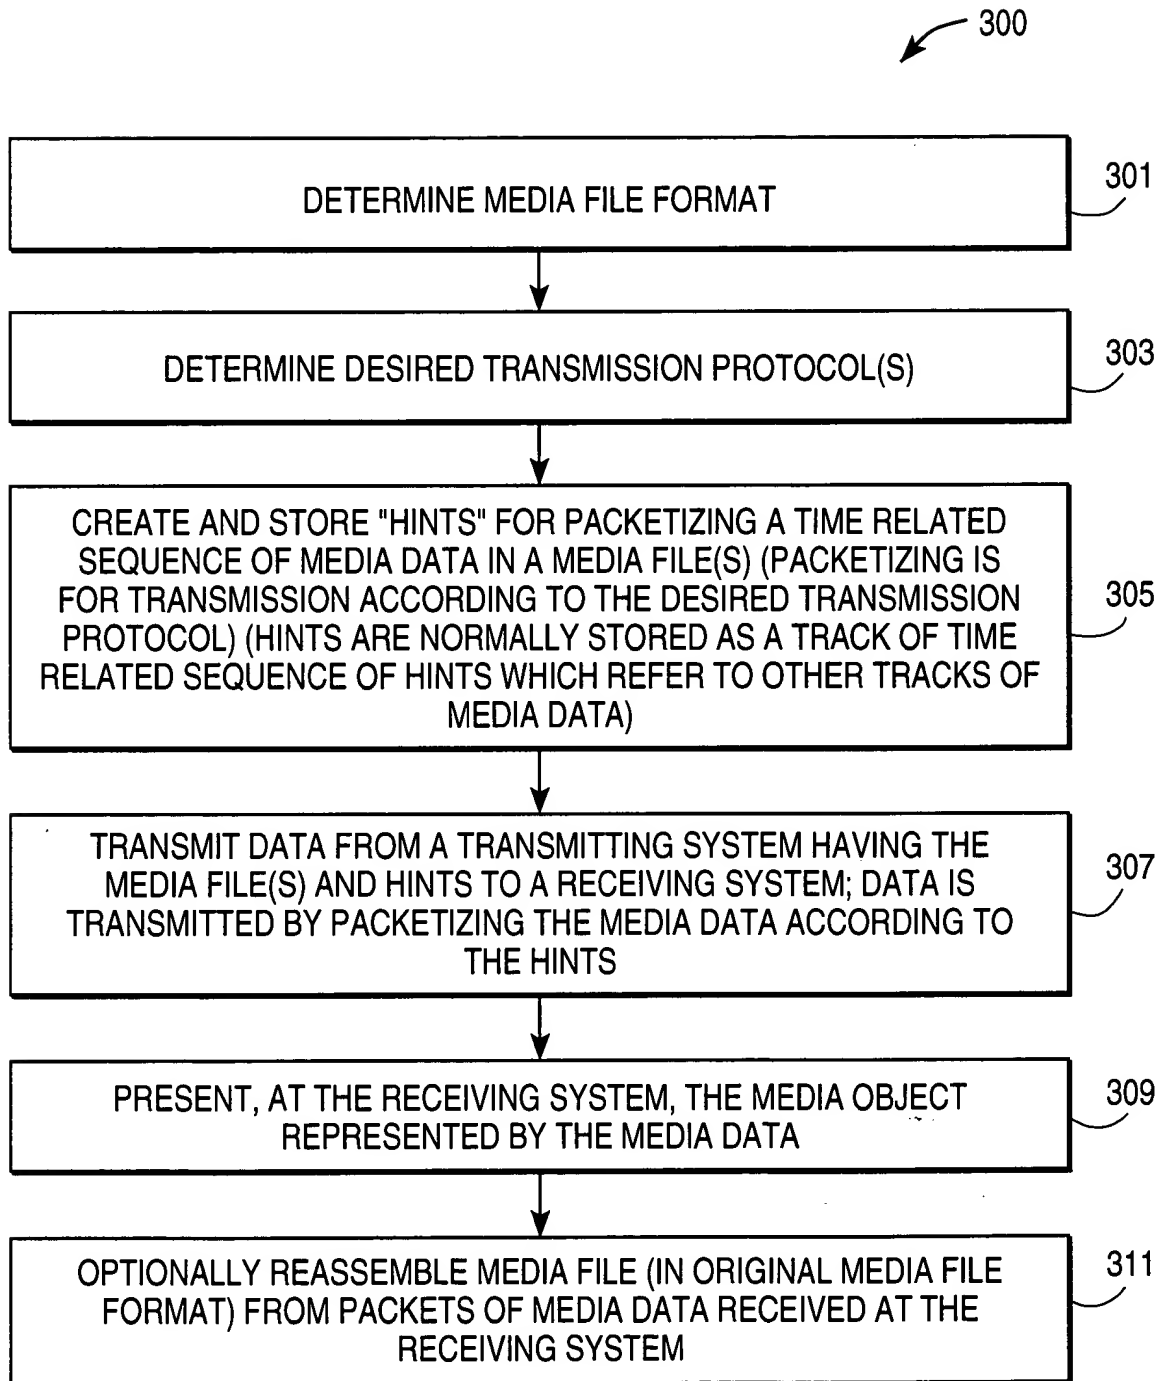 300
DETERMINE MEDIA FILE FORMAT
301
DETERMINE DESIRED TRANSMISSION PROTOCOL(S)
303
CREATE AND STORE "HINTS" FOR PACKETIZING A TIME RELATED
SEQUENCE OF MEDIA DATA IN A MEDIA FILE(S) (PACKETIZING IS
FOR TRANSMISSION ACCORDING TO THE DESIRED TRANSMISSION
PROTOCOL) (HINTS ARE NORMALLY STORED AS A TRACK OF TIME
RELATED SEQUENCE OF HINTS WHICH REFER TO OTHER TRACKS OF
MEDIA DATA)
305
TRANSMIT DATA FROM A TRANSMITTING SYSTEM HAVING THE
MEDIA FILE(S) AND HINTS TO A RECEIVING SYSTEM; DATA IS
TRANSMITTED BY PACKETIZING THE MEDIA DATA ACCORDING TO
THE HINTS
307
PRESENT, AT THE RECEIVING SYSTEM, THE MEDIA OBJECT
REPRESENTED BY THE MEDIA DATA
309
OPTIONALLY REASSEMBLE MEDIA FILE (IN ORIGINAL MEDIA FILE
FORMAT) FROM PACKETS OF MEDIA DATA RECEIVED AT THE
RECEIVING SYSTEM
311